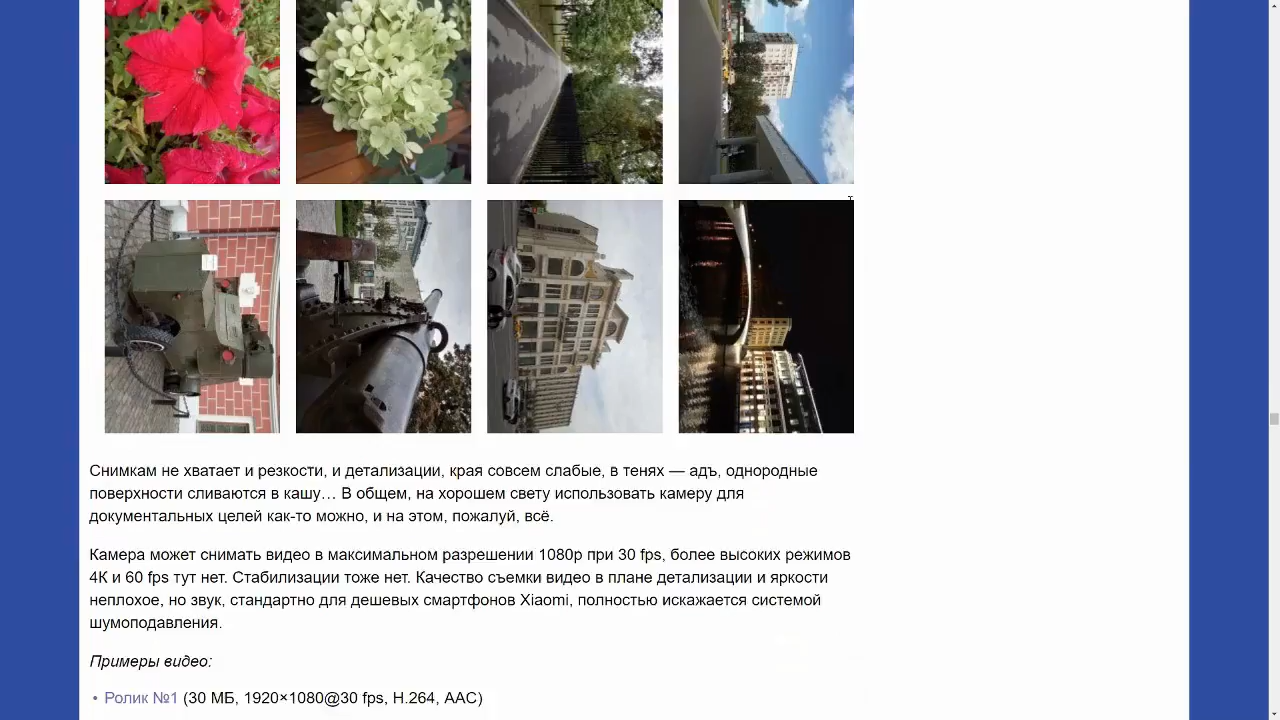 Снимкам не хватает и резкости, и детализации, края совсем слабые, в тенях — адъ, однородные
поверхности сливаются в кашу… В общем, на хорошем свету использовать камеру для
документальных целей как-то можно, и на этом, пожалуй, всё.
Камера может снимать видео в максимальном разрешении 1080p при 30 fps, более высоких режимов
4К и 60 fps тут нет. Стабилизации тоже нет. Качество съемки видео в плане детализации и яркости
неплохое, но звук, стандартно для дешевых смартфонов Xiaomi, полностью искажается системой
шумоподавления.
Примеры видео:
• Ролик №1 (30 МБ, 1920×1080@30 fps, H.264, AAC)